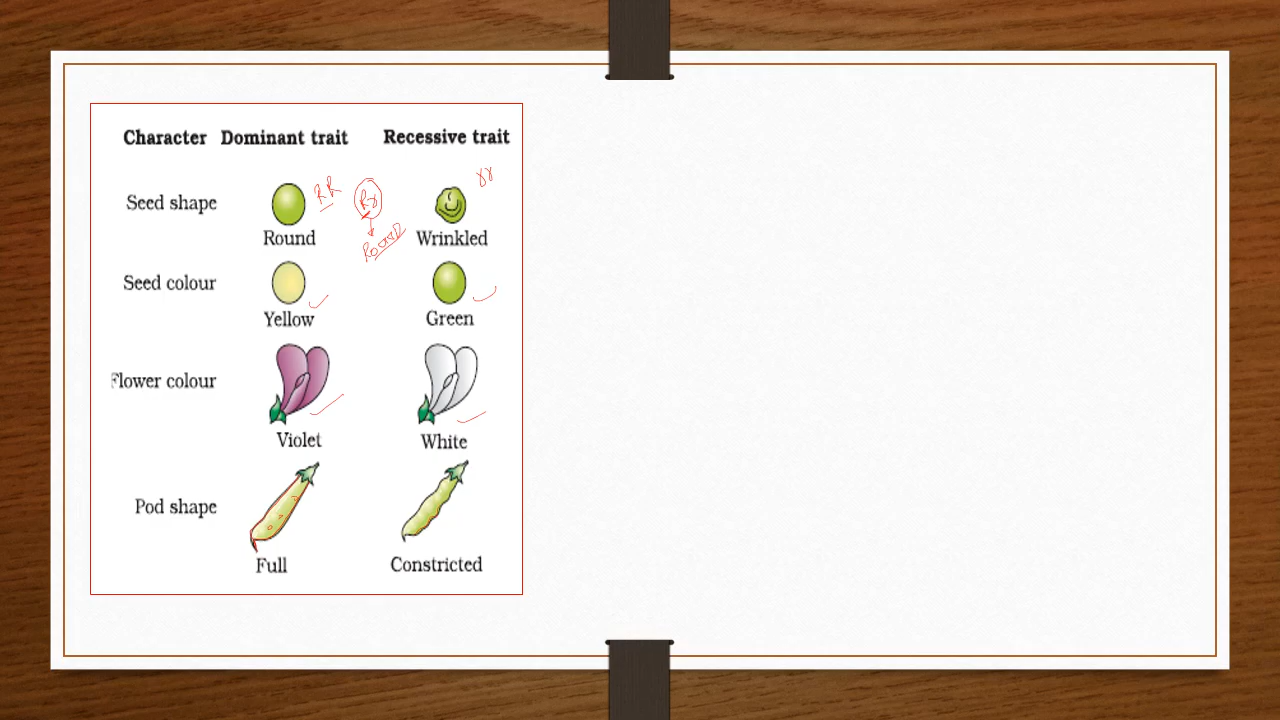 Character Dominant trait Recessive trait
Seed shape RR Rr rr
Round Round Wrinkled
Seed colour
Yellow Green
Flower colour
Violet White
Pod shape
Full Constricted